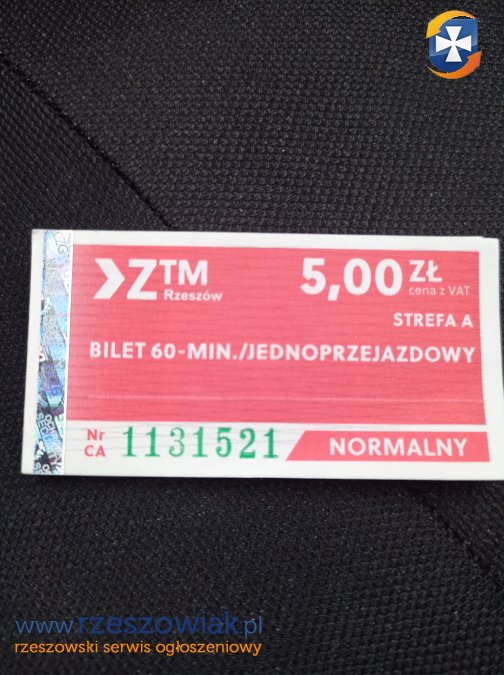 ZTM
Rzeszów
5,00 ZŁ
cena z VAT
STREFA A
BILET 60-MIN./JEDNOPRZEJAZDOWY
Nr
CA 1131521
NORMALNY
www.rzeszowiak.pl
rzeszowski serwis ogłoszeniowy